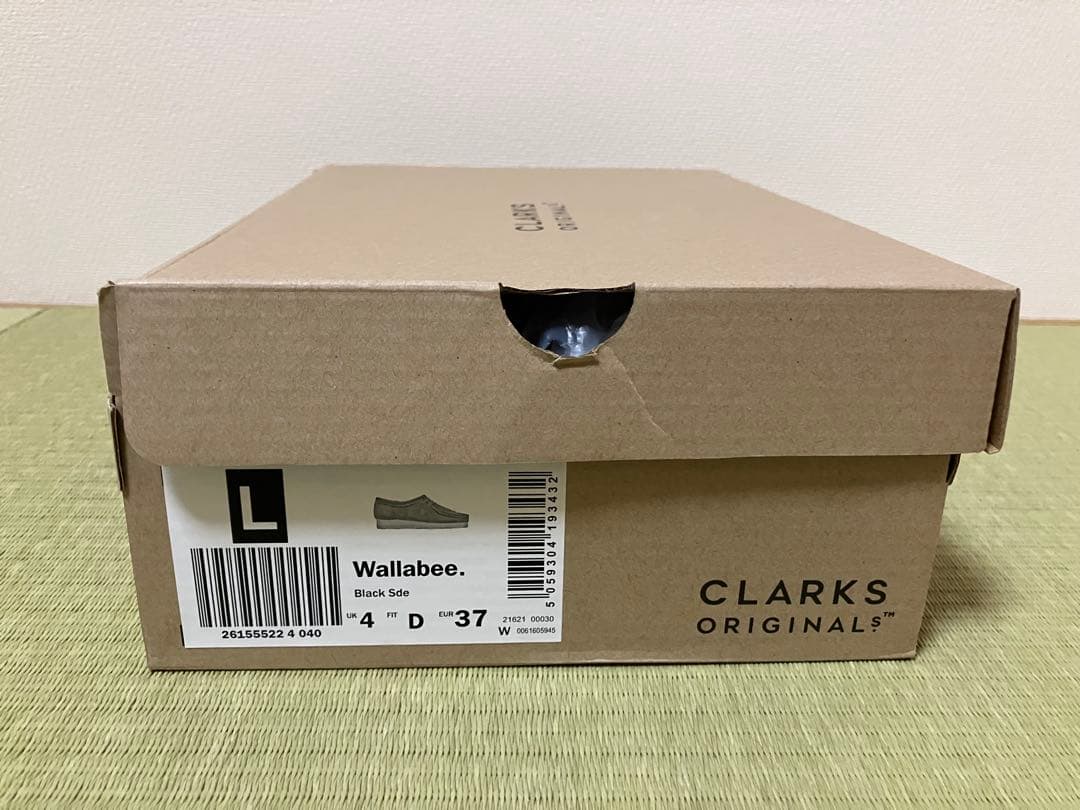 CLARKS
ORIGINALS
L
Wallabee.
Black Sde
UK 4 FIT D EUR 37
26155522 4 040
5 059304 193432
21621 00030
W 0061605945
CLARKS
ORIGINALS™